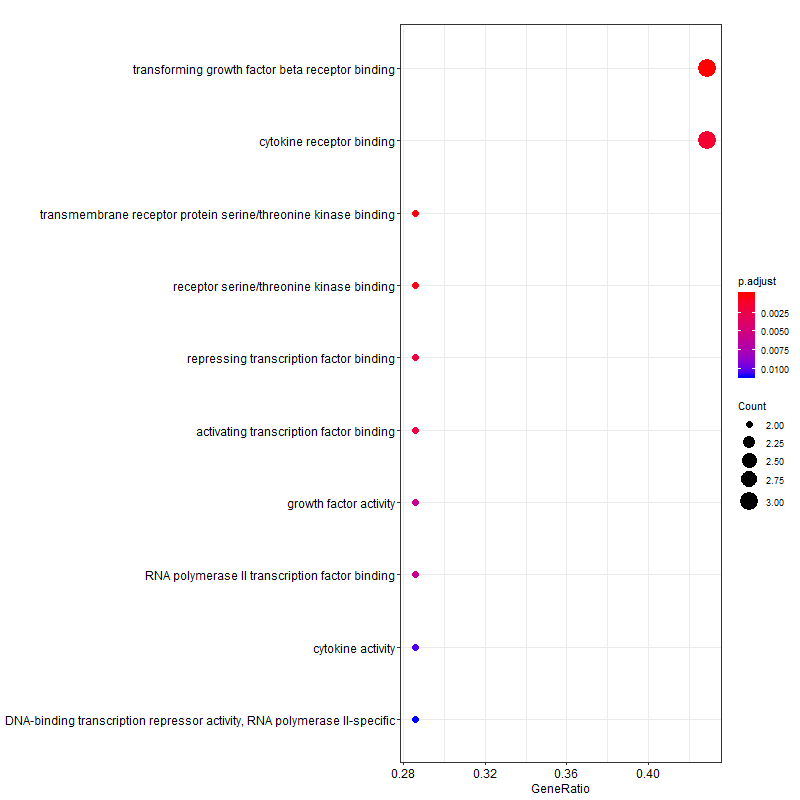 transforming growth factor beta receptor binding
cytokine receptor binding
transmembrane receptor protein serine/threonine kinase binding
receptor serine/threonine kinase binding
repressing transcription factor binding
activating transcription factor binding
growth factor activity
RNA polymerase II transcription factor binding
cytokine activity
DNA-binding transcription repressor activity, RNA polymerase II-specific
0.28 0.32 0.36 0.40
GeneRatio
p.adjust
0.0025
0.0050
0.0075
0.0100
Count
2.00
2.25
2.50
2.75
3.00